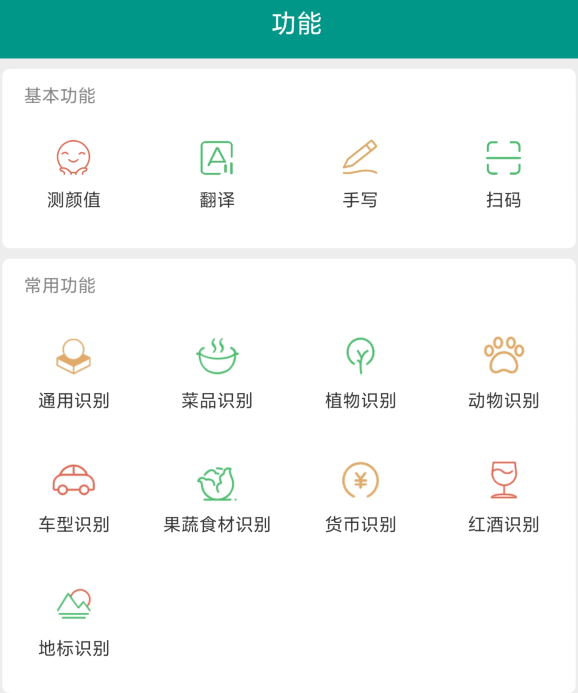 功能
基本功能
测颜值 翻译 手写 扫码
常用功能
通用识别 菜品识别 植物识别 动物识别
车型识别 果蔬食材识别 货币识别 红酒识别
地标识别